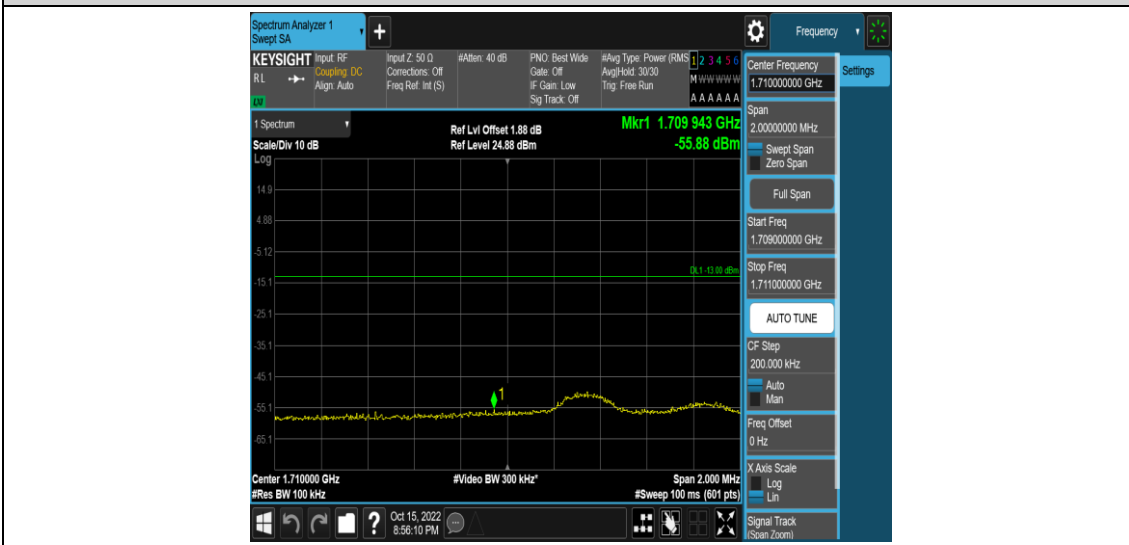 Spectrum Analyzer 1
Swept SA
+
Frequency
KEYSIGHT
RL
LV
Input: RF
Coupling: DC
Align: Auto
Input Z: 50 Ω
Corrections: Off
Freq Ref: Int (S)
#Atten: 40 dB
PNO: Best Wide
Gate: Off
IF Gain: Low
Sig Track: Off
#Avg Type: Power (RMS
Avg|Hold: 30/30
Trig: Free Run
1 2 3 4 5 6
M W W W W W
A A A A A A
1 Spectrum
Scale/Div 10 dB
Log
Ref Lvl Offset 1.88 dB
Ref Level 24.88 dBm
Mkr1 1.709 943 GHz
-55.88 dBm
14.9
4.88
-5.12
DL1 -13.00 dBm
-15.1
-25.1
-35.1
-45.1
1
-55.1
-65.1
Center 1.710000 GHz
#Res BW 100 kHz
#Video BW 300 kHz*
Span 2.000 MHz
#Sweep 100 ms (601 pts)
?
Oct 15, 2022
8:56:10 PM
Center Frequency
1.710000000 GHz
Settings
Span
2.00000000 MHz
Swept Span
Zero Span
Full Span
Start Freq
1.709000000 GHz
Stop Freq
1.711000000 GHz
AUTO TUNE
CF Step
200.000 kHz
Auto
Man
Freq Offset
0 Hz
X Axis Scale
Log
Lin
Signal Track
(Span Zoom)